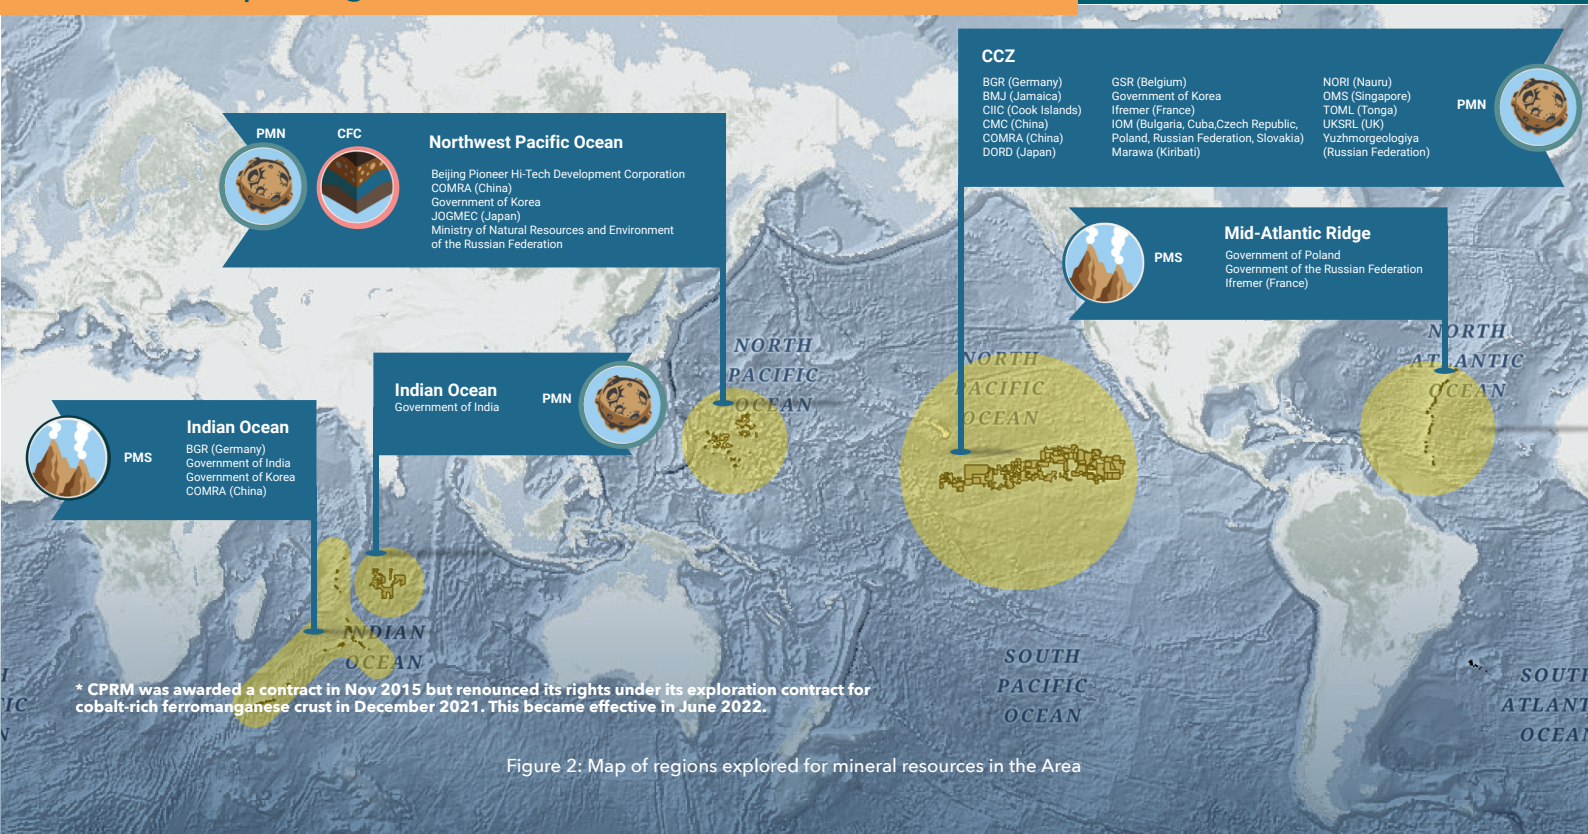 CCZ
BGR (Germany)
BMJ (Jamaica)
CIIC (Cook Islands)
CMC (China)
COMRA (China)
DORD (Japan)
GSR (Belgium)
Government of Korea
Ifremer (France)
IOM (Bulgaria, Cuba,Czech Republic,
Poland, Russian Federation, Slovakia)
Marawa (Kiribati)
NORI (Nauru)
OMS (Singapore)
TOML (Tonga)
UKSRL (UK)
Yuzhmorgeologiya
(Russian Federation)
PMN
PMN
CFC
Northwest Pacific Ocean
Beijing Pioneer Hi-Tech Development Corporation
COMRA (China)
Government of Korea
JOGMEC (Japan)
Ministry of Natural Resources and Environment
of the Russian Federation
PMS
Mid-Atlantic Ridge
Government of Poland
Government of the Russian Federation
Ifremer (France)
Indian Ocean
Government of India
PMN
PMS
Indian Ocean
BGR (Germany)
Government of India
Government of Korea
COMRA (China)
NORTH
PACIFIC
OCEAN
NORTH
PACIFIC
OCEAN
NORTH
ATLANTIC
OCEAN
INDIAN
OCEAN
SOUTH
PACIFIC
OCEAN
SOUTH
ATLANT
OCEAN
* CPRM was awarded a contract in Nov 2015 but renounced its rights under its exploration contract for
cobalt-rich ferromanganese crust in December 2021. This became effective in June 2022.
Figure 2: Map of regions explored for mineral resources in the Area